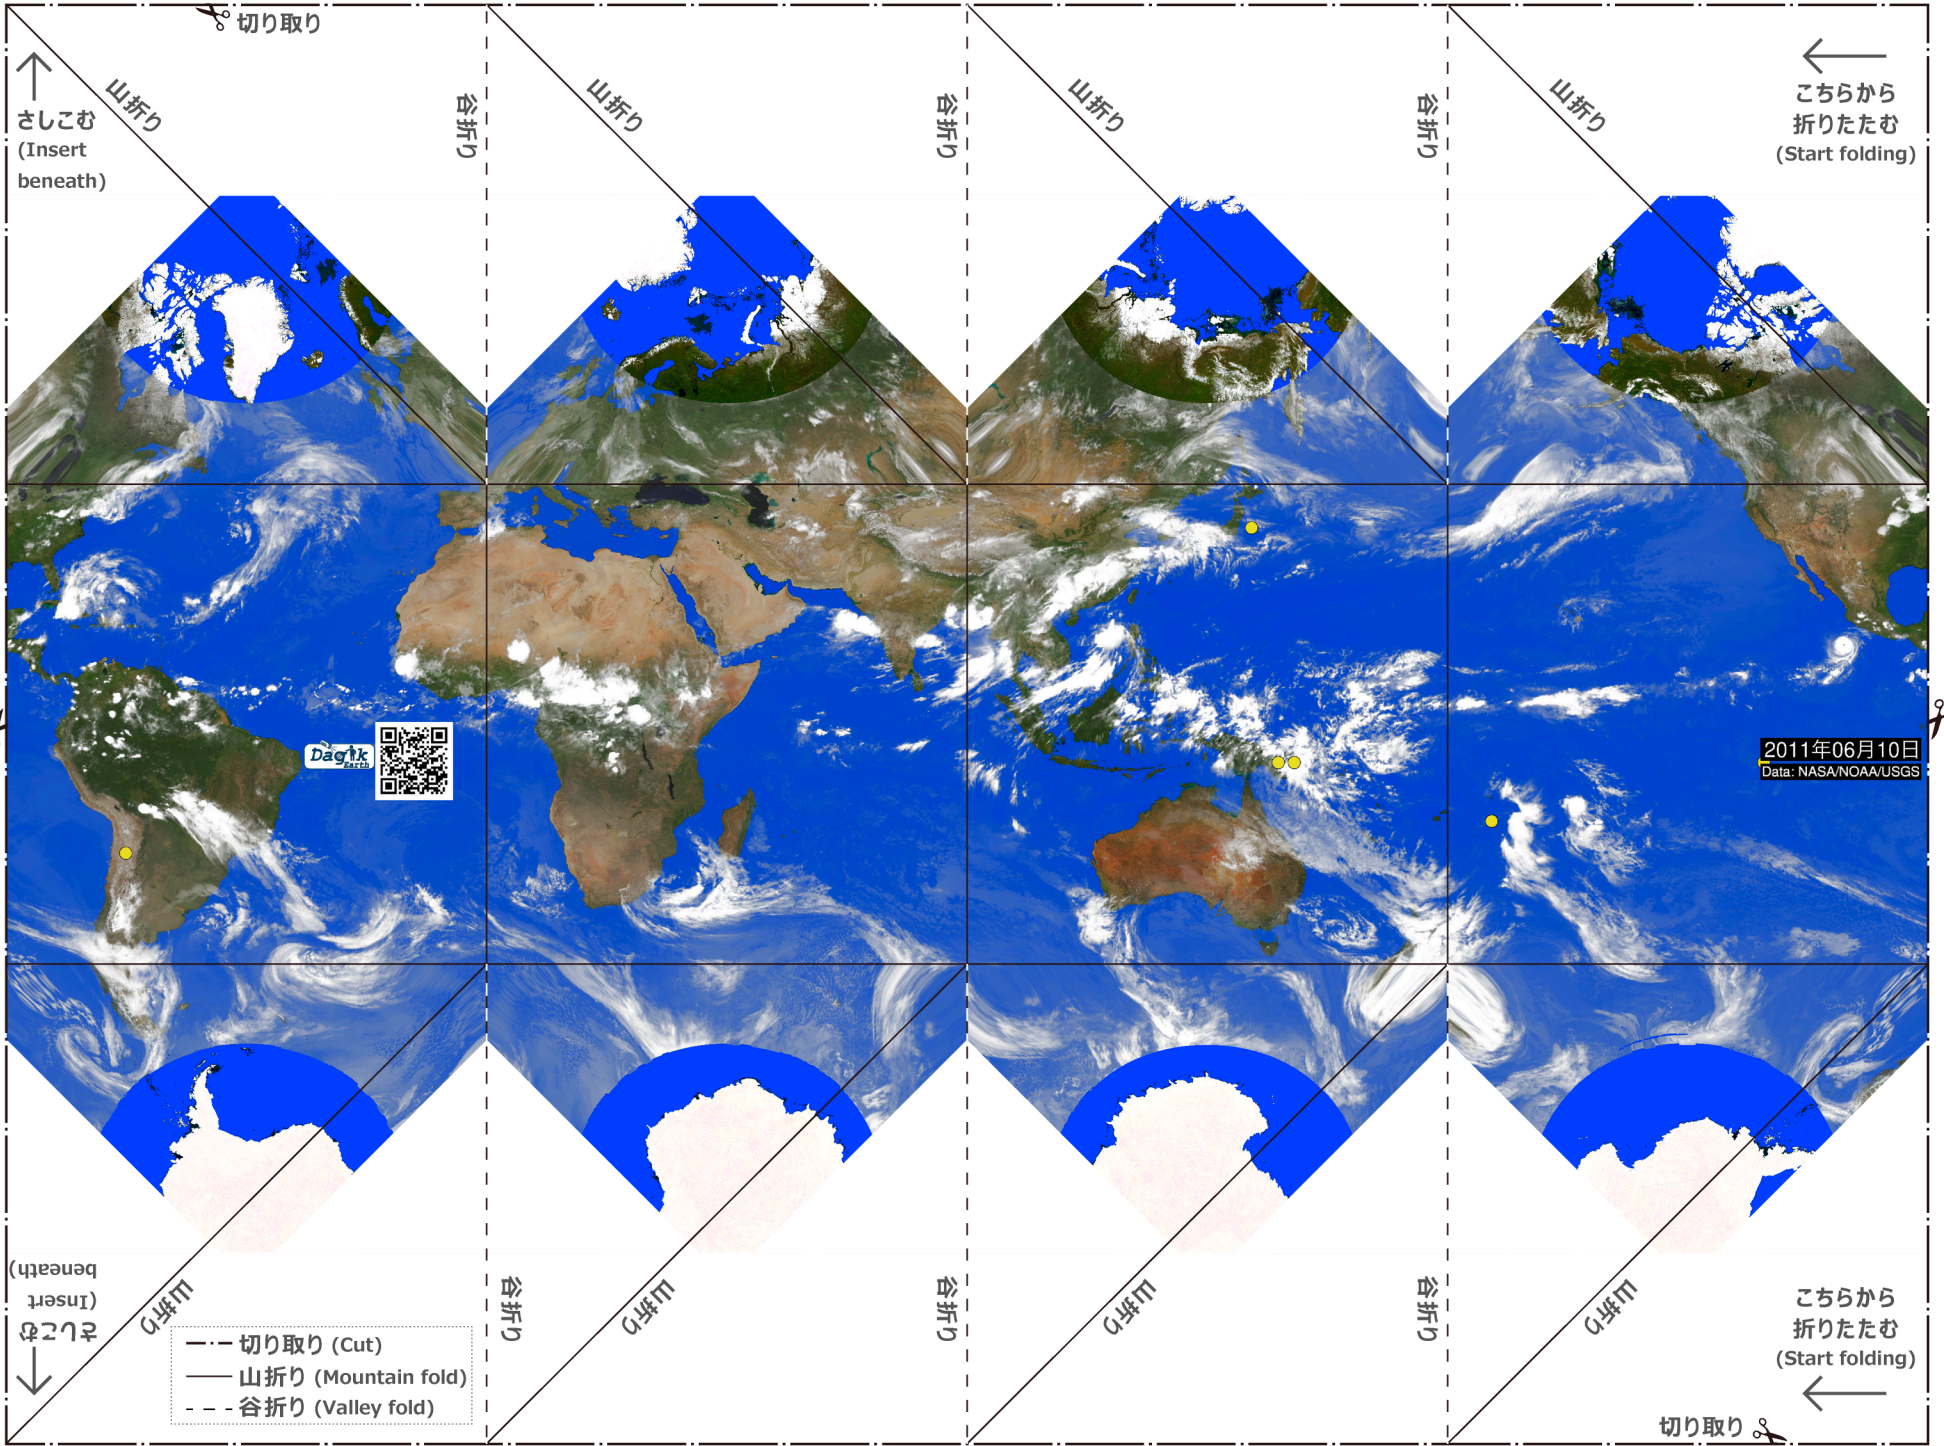 切り取り
さしこむ
(Insert
beneath)
山折り
谷折り
山折り
谷折り
山折り
谷折り
山折り
こちらから
折りたたむ
(Start folding)
Dagik
Earth
2011年06月10日
Data: NASA/NOAA/USGS
さしこむ
(Insert
beneath)
山折り
谷折り
山折り
谷折り
山折り
谷折り
山折り
こちらから
折りたたむ
(Start folding)
切り取り (Cut)
山折り (Mountain fold)
谷折り (Valley fold)
切り取り